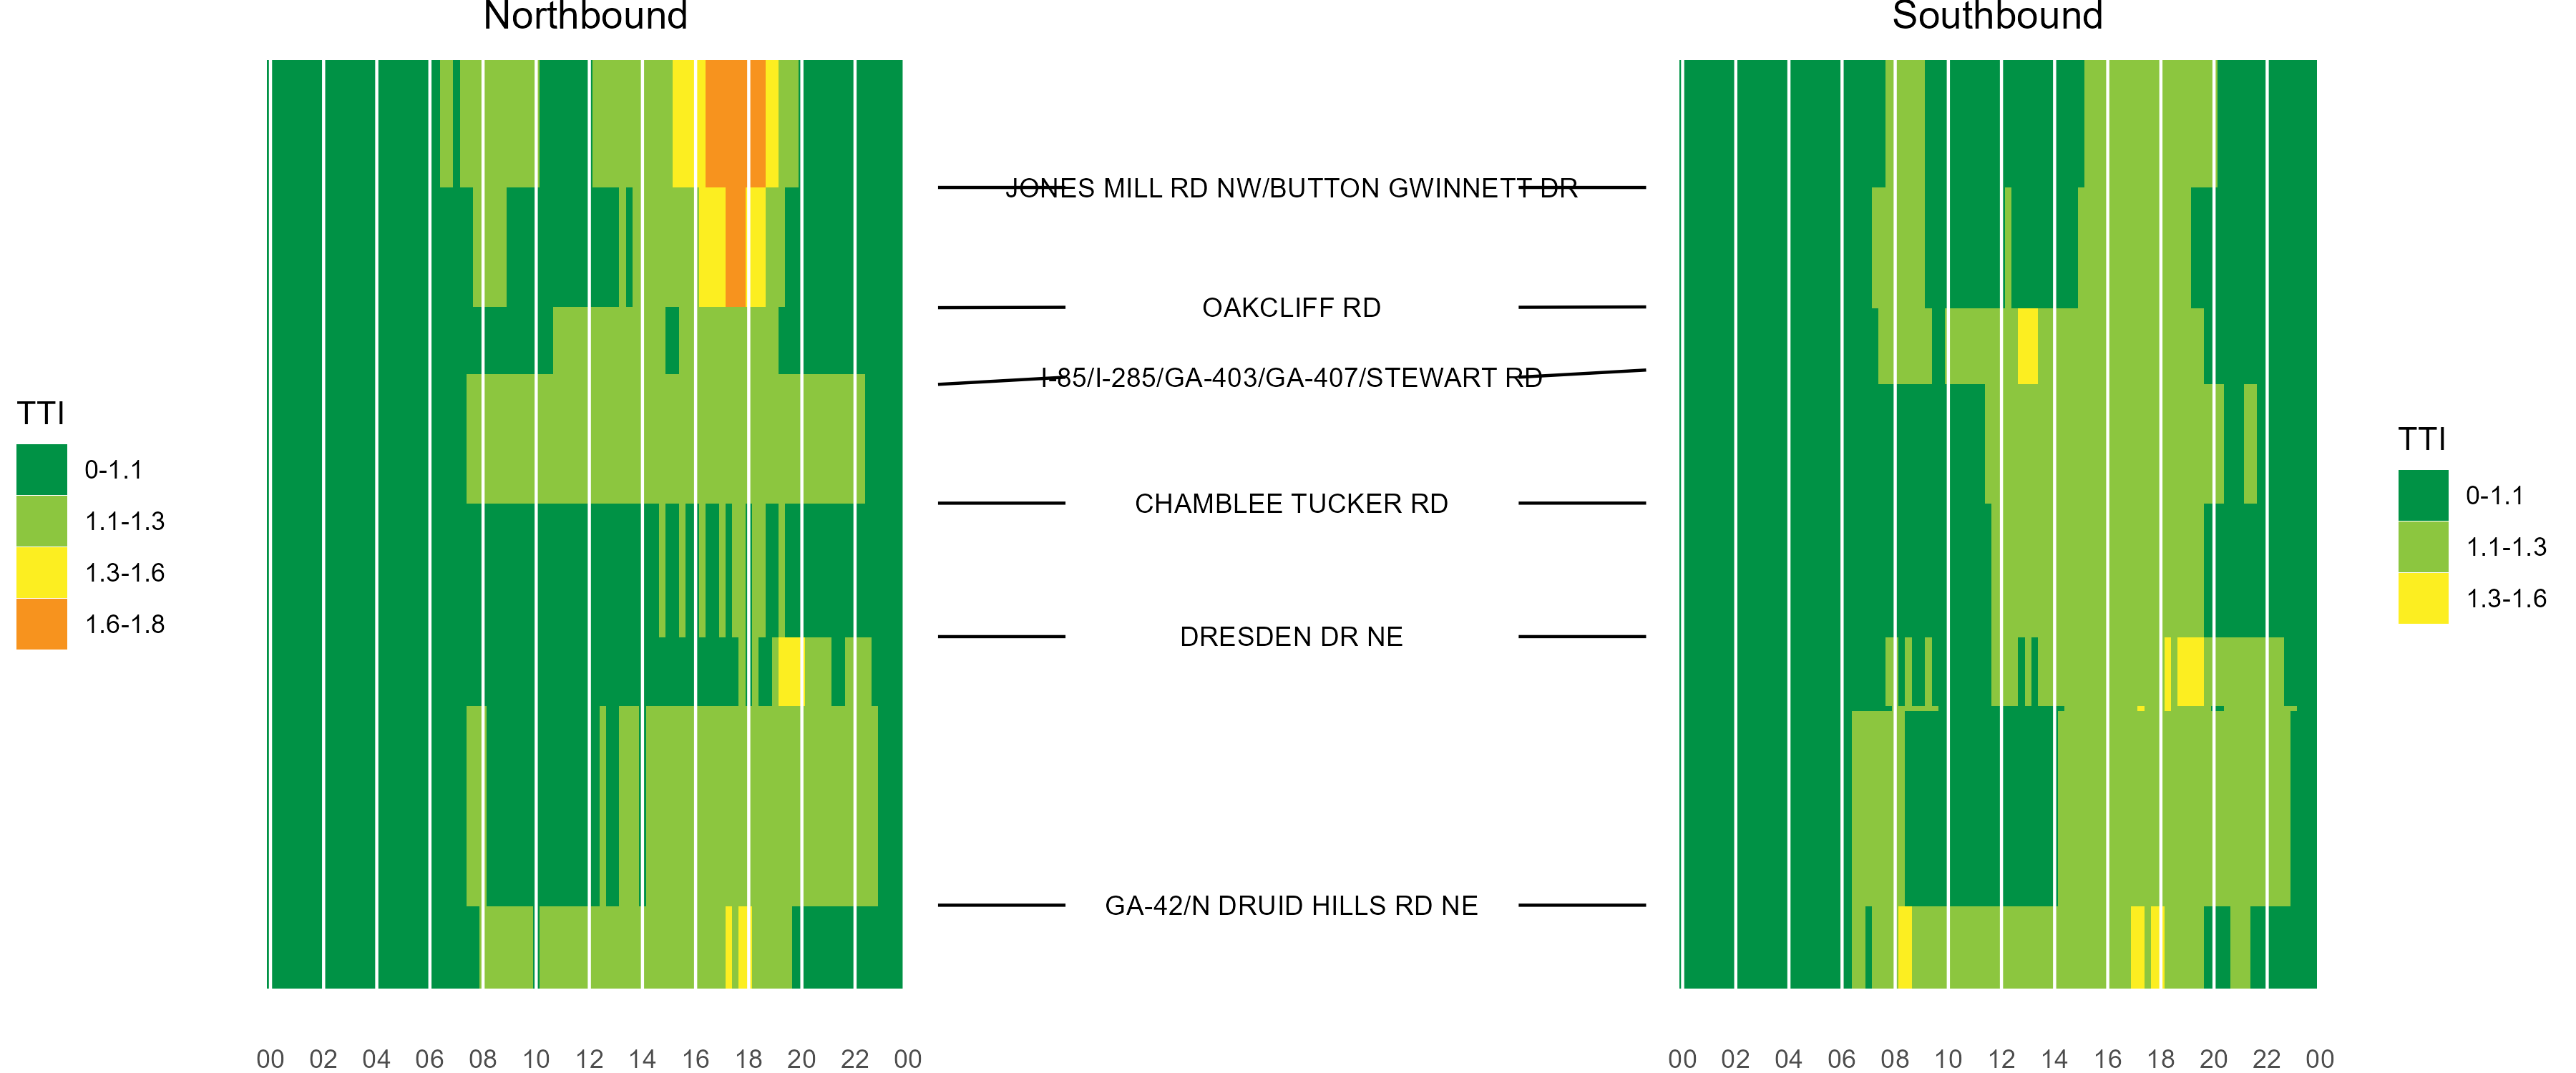 Northbound
Southbound
JONES MILL RD NW/BUTTON GWINNETT DR
OAKCLIFF RD
I-85/I-285/GA-403/GA-407/STEWART RD
CHAMBLEE TUCKER RD
DRESDEN DR NE
GA-42/N DRUID HILLS RD NE
TTI
0-1.1
1.1-1.3
1.3-1.6
1.6-1.8
TTI
0-1.1
1.1-1.3
1.3-1.6
00 02 04 06 08 10 12 14 16 18 20 22 00
00 02 04 06 08 10 12 14 16 18 20 22 00